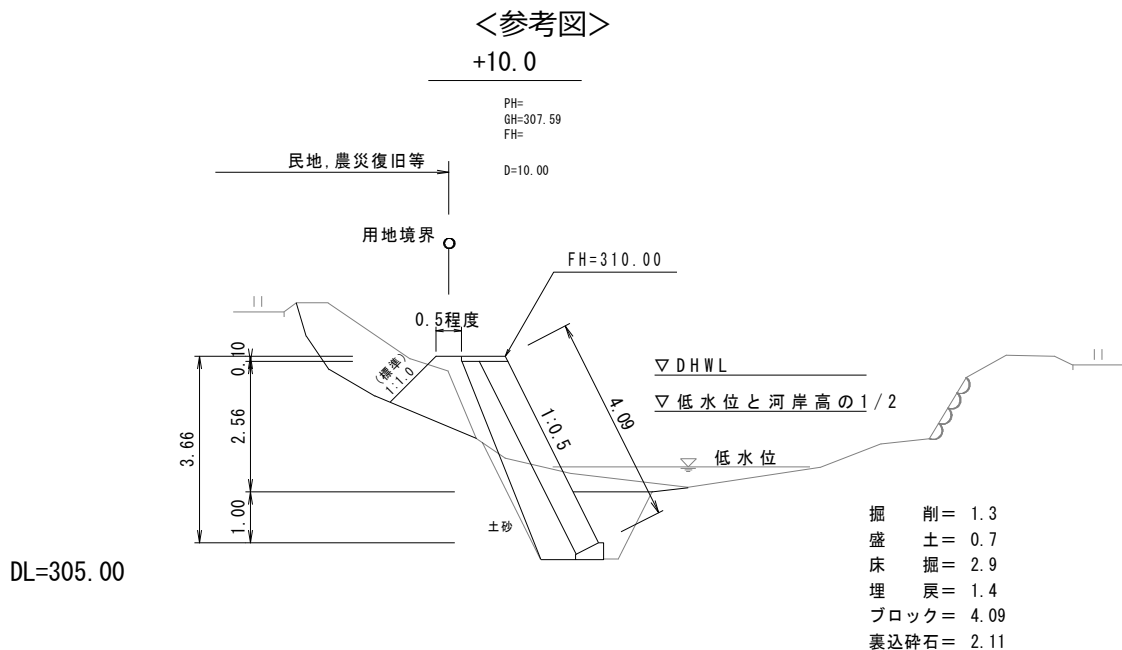 ＜参考図＞
+10.0
PH=
GH=307.59
FH=
D=10.00
民地,農災復旧等
用地境界
FH=310.00
0.5程度
0.10
(標準)
1:1.0
2.56
3.66
1.00
1:0.5
4.09
▽DHWL
▽低水位と河岸高の1/2
低水位
土砂
DL=305.00
掘　削= 1.3
盛　土= 0.7
床　掘= 2.9
埋　戻= 1.4
ブロック= 4.09
裏込砕石= 2.11